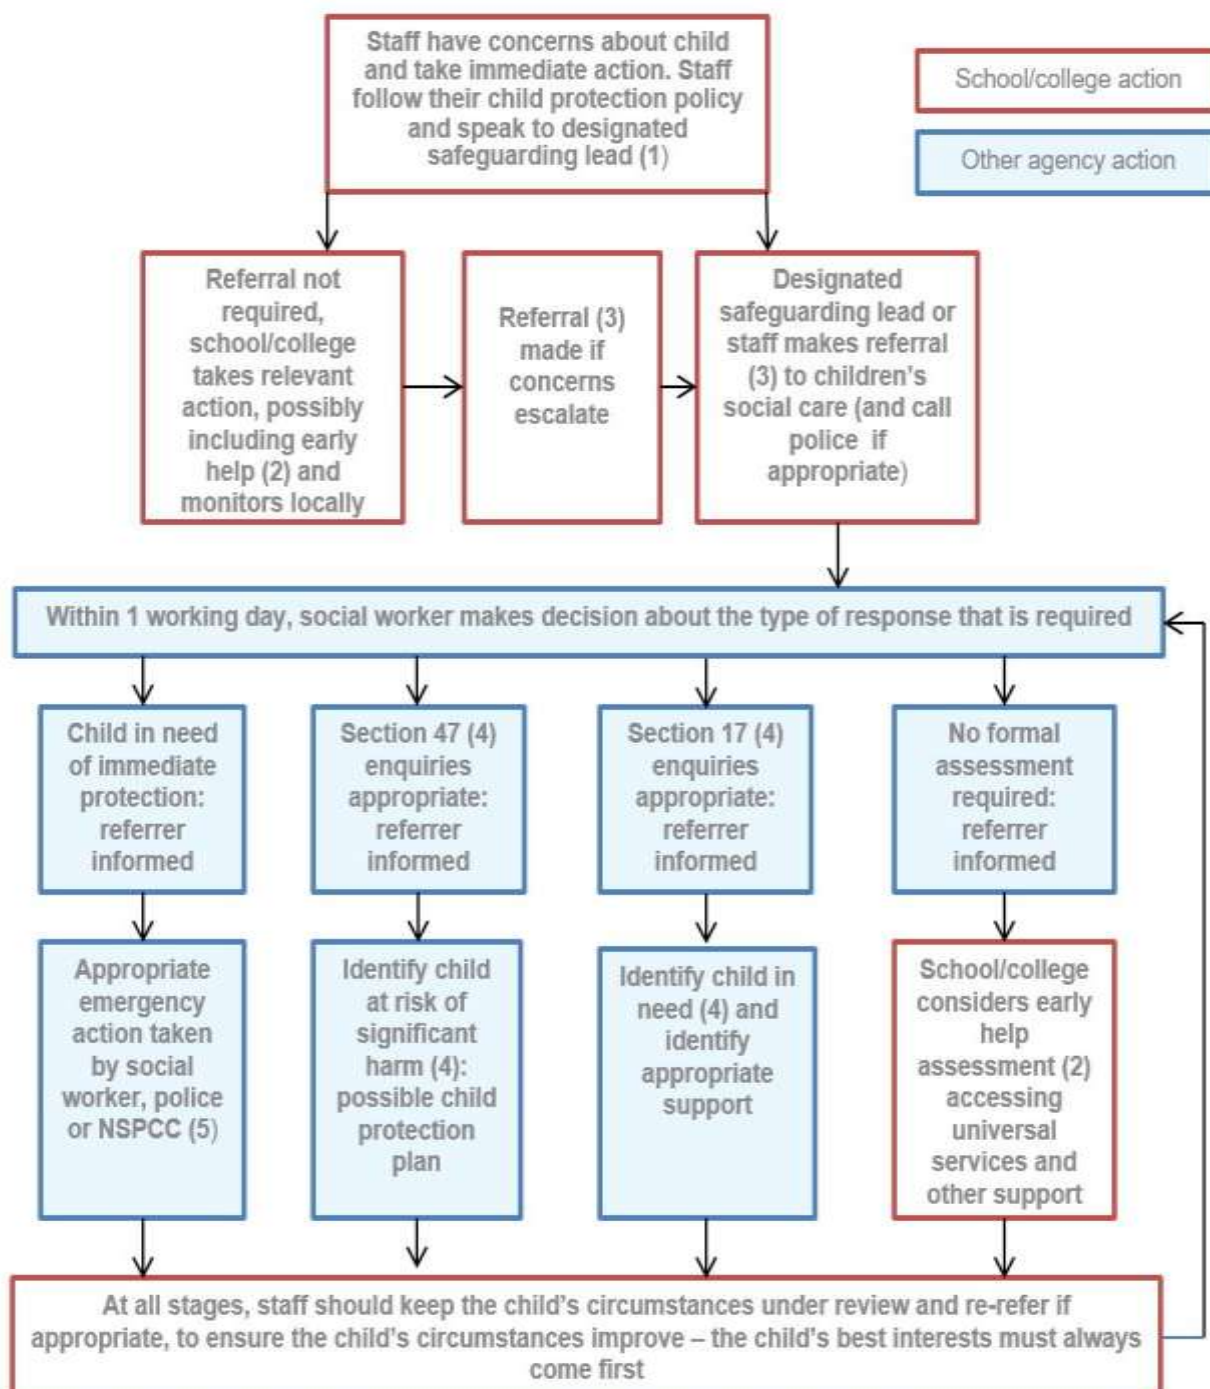 Staff have concerns about child
and take immediate action. Staff
follow their child protection policy
and speak to designated
safeguarding lead (1)
School/college action
Other agency action
Referral not
required,
school/college
takes relevant
action, possibly
including early
help (2) and
monitors locally
Referral (3)
made if
concerns
escalate
Designated
safeguarding lead or
staff makes referral
(3) to children's
social care (and call
police if
appropriate)
Within 1 working day, social worker makes decision about the type of response that is required
Child in need
of immediate
protection:
referrer
informed
Section 47 (4)
enquiries
appropriate:
referrer
informed
Section 17 (4)
enquiries
appropriate:
referrer
informed
No formal
assessment
required:
referrer
informed
Appropriate
emergency
action taken
by social
worker, police
or NSPCC (5)
Identify child
at risk of
significant
harm (4):
possible child
protection
plan
Identify child in
need (4) and
identify
appropriate
support
School/college
considers early
help
assessment (2)
accessing
universal
services and
other support
At all stages, staff should keep the child's circumstances under review and re-refer if
appropriate, to ensure the child's circumstances improve – the child's best interests must always
come first